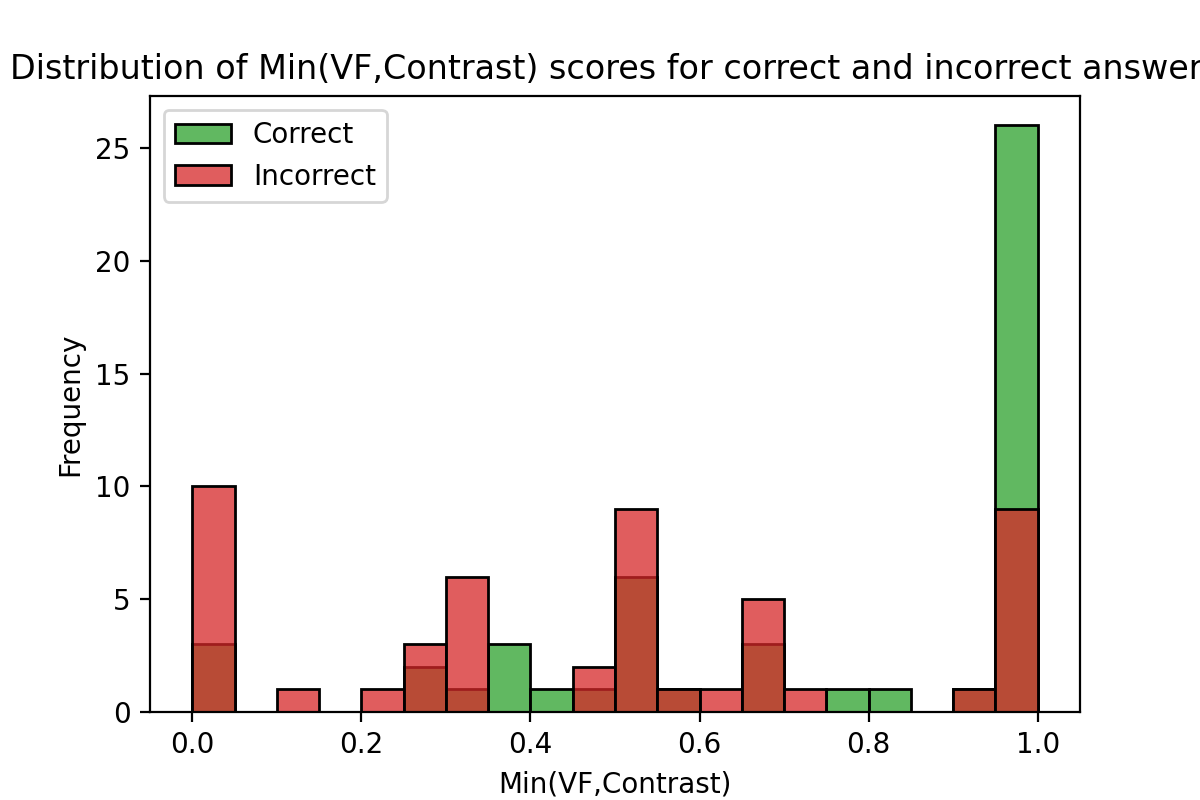 Distribution of Min(VF,Contrast) scores for correct and incorrect answer
Correct
Incorrect
25
20
15
10
5
0
Frequency
0.0 0.2 0.4 0.6 0.8 1.0
Min(VF,Contrast)